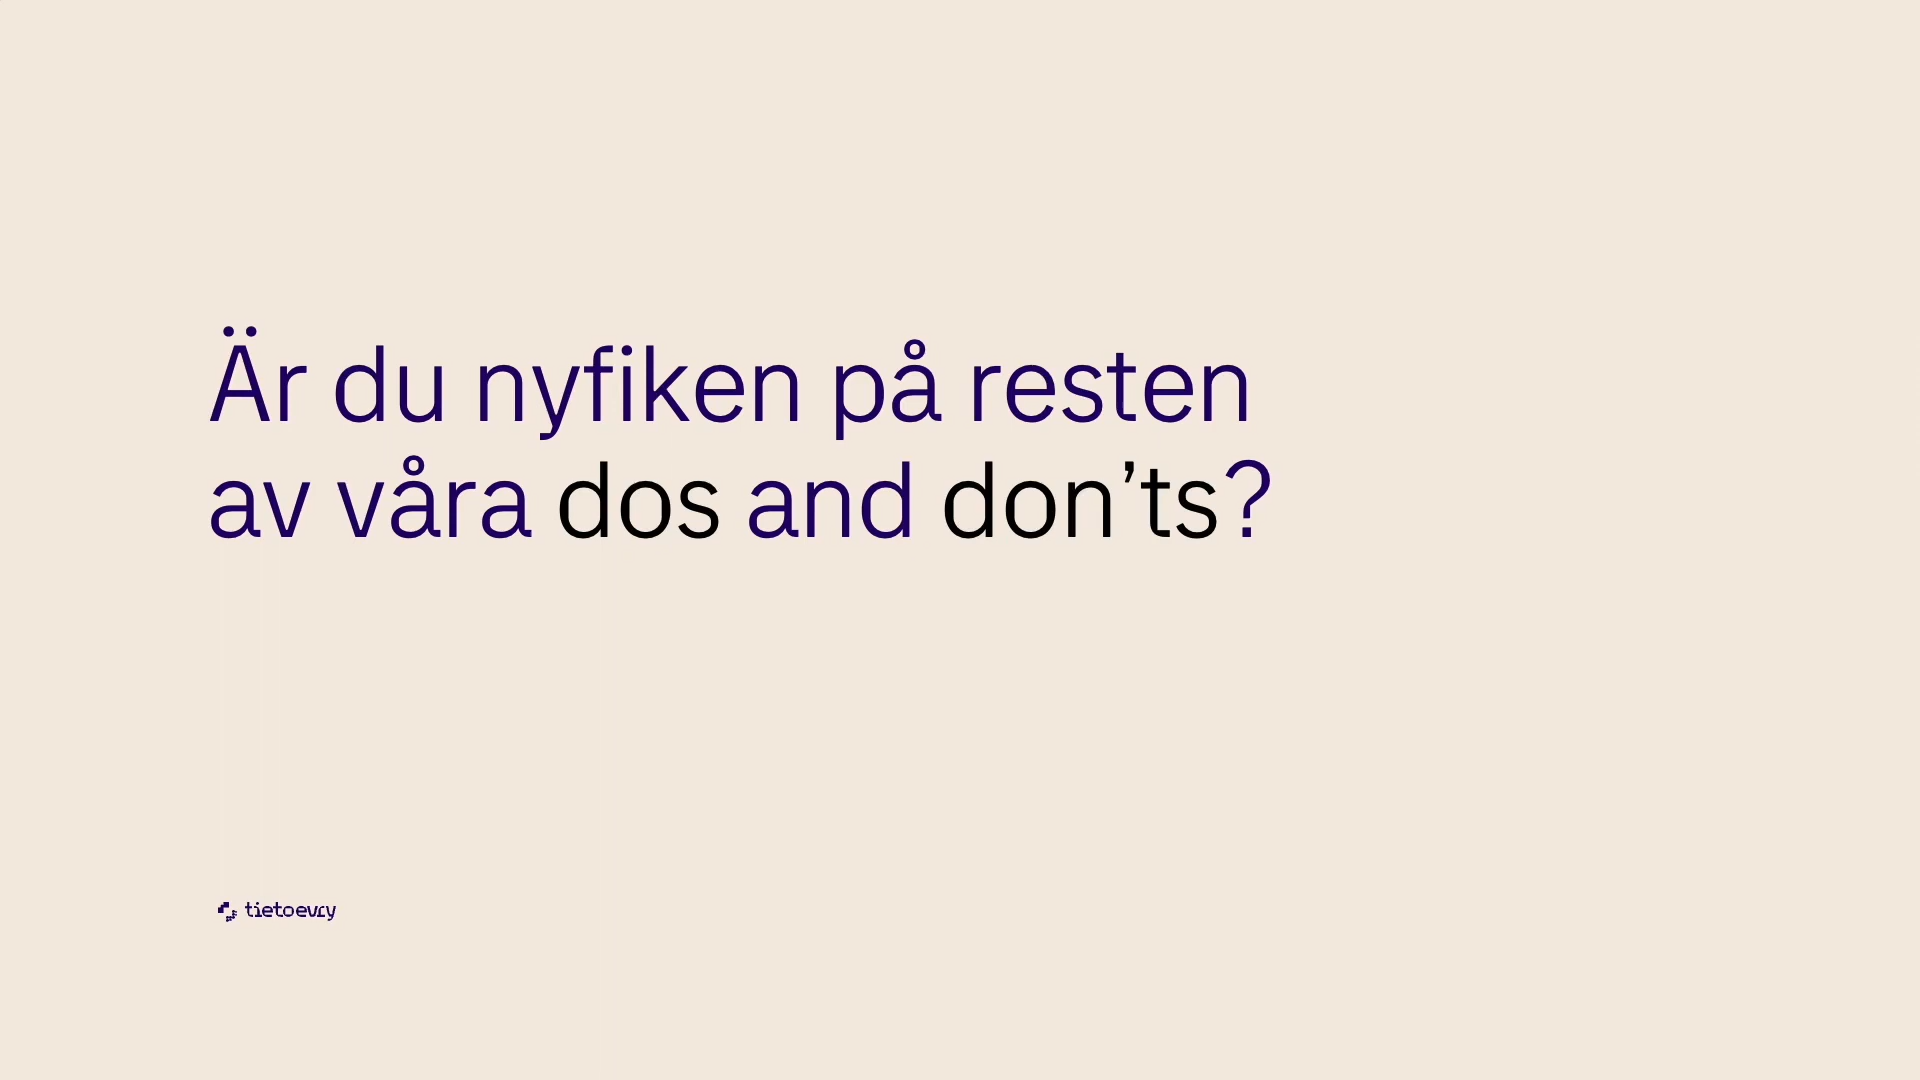 Är du nyfiken på resten
av våra dos and don’ts?
tietoevry